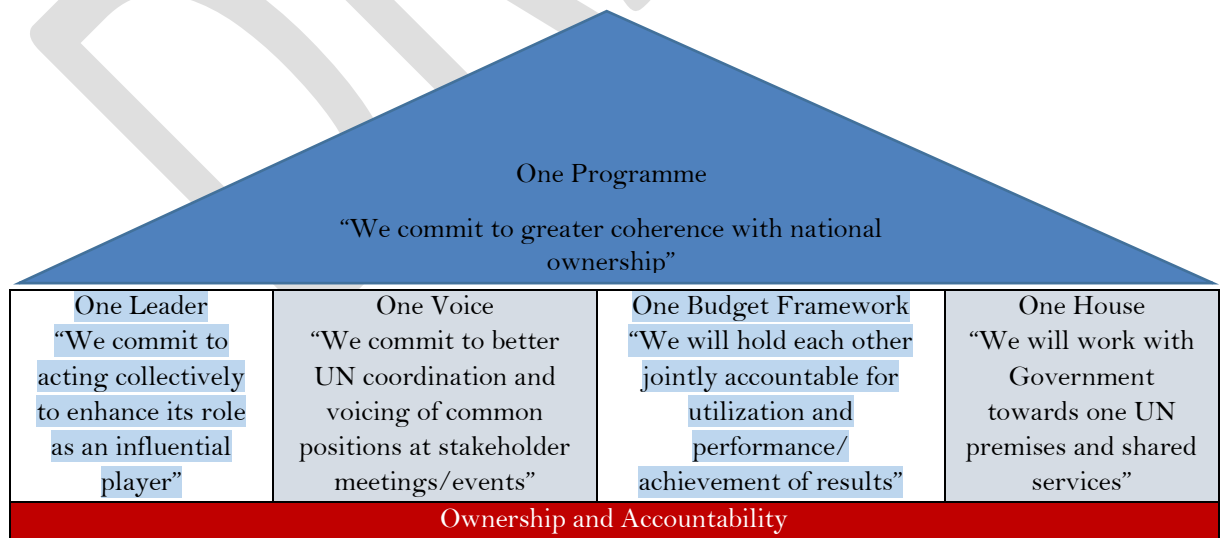 One Programme
“We commit to greater coherence with national
ownership”
One Leader
“We commit to
acting collectively
to enhance its role
as an influential
player”
One Voice
“We commit to better
UN coordination and
voicing of common
positions at stakeholder
meetings/events”
One Budget Framework
“We will hold each other
jointly accountable for
utilization and
performance/
achievement of results”
One House
“We will work with
Government
towards one UN
premises and shared
services”
Ownership and Accountability